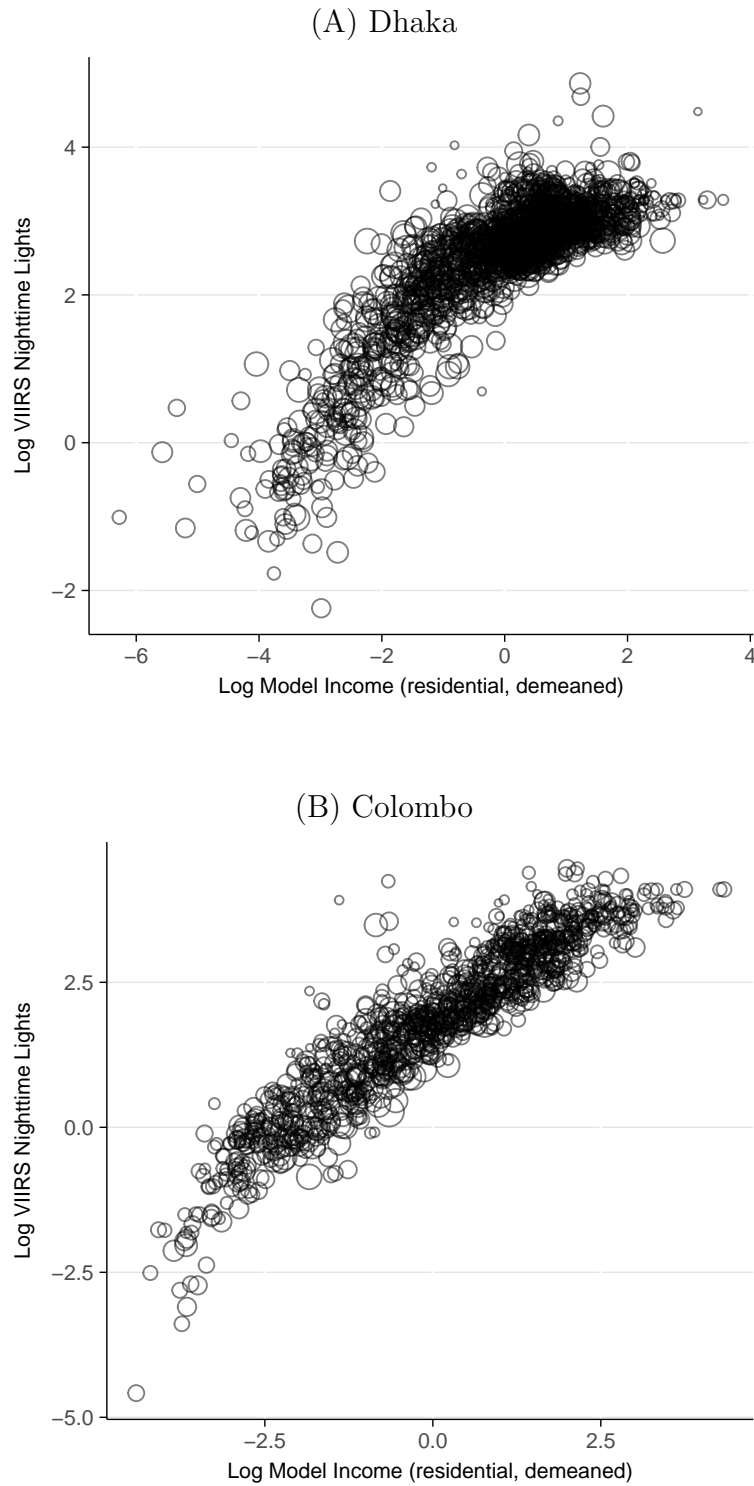 (A) Dhaka
4
2
0
−2
Log VIIRS Nighttime Lights
−6 −4 −2 0 2 4
Log Model Income (residential, demeaned)
(B) Colombo
2.5
0.0
−2.5
−5.0
Log VIIRS Nighttime Lights
−2.5 0.0 2.5
Log Model Income (residential, demeaned)